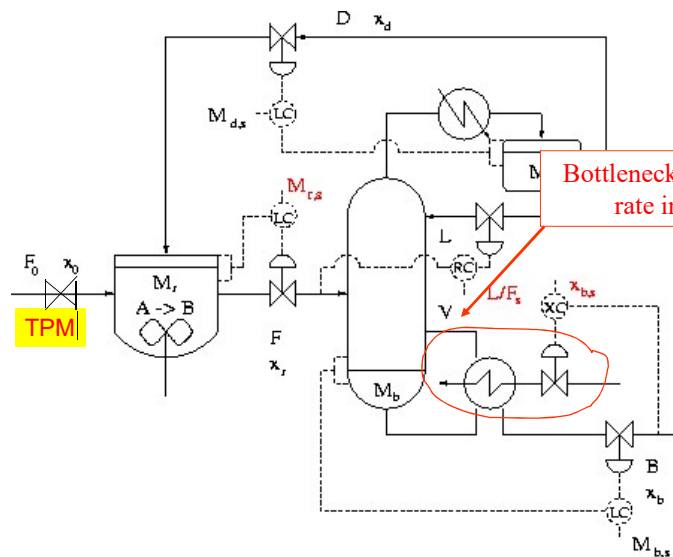 D x_d
LC
M_d,s
M_r,s
LC
M
Bottleneck
rate in
L
F_0 x_0
M_r
A -> B
TPM
RC
L/F_s
V
x_b,s
XC
F
x_r
M_b
B
x_b
LC
M_b,s